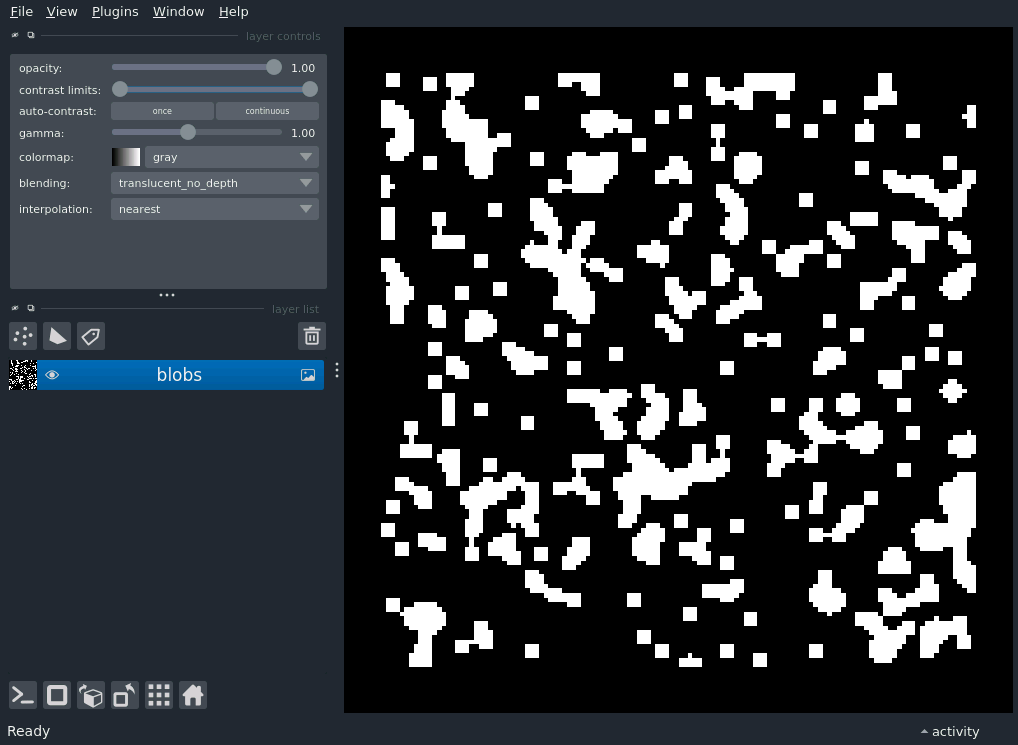 File View Plugins Window Help
layer controls
opacity: 1.00
contrast limits:
auto-contrast: once continuous
gamma: 1.00
colormap: gray
blending: translucent_no_depth
interpolation: nearest
layer list
blobs
Ready
activity